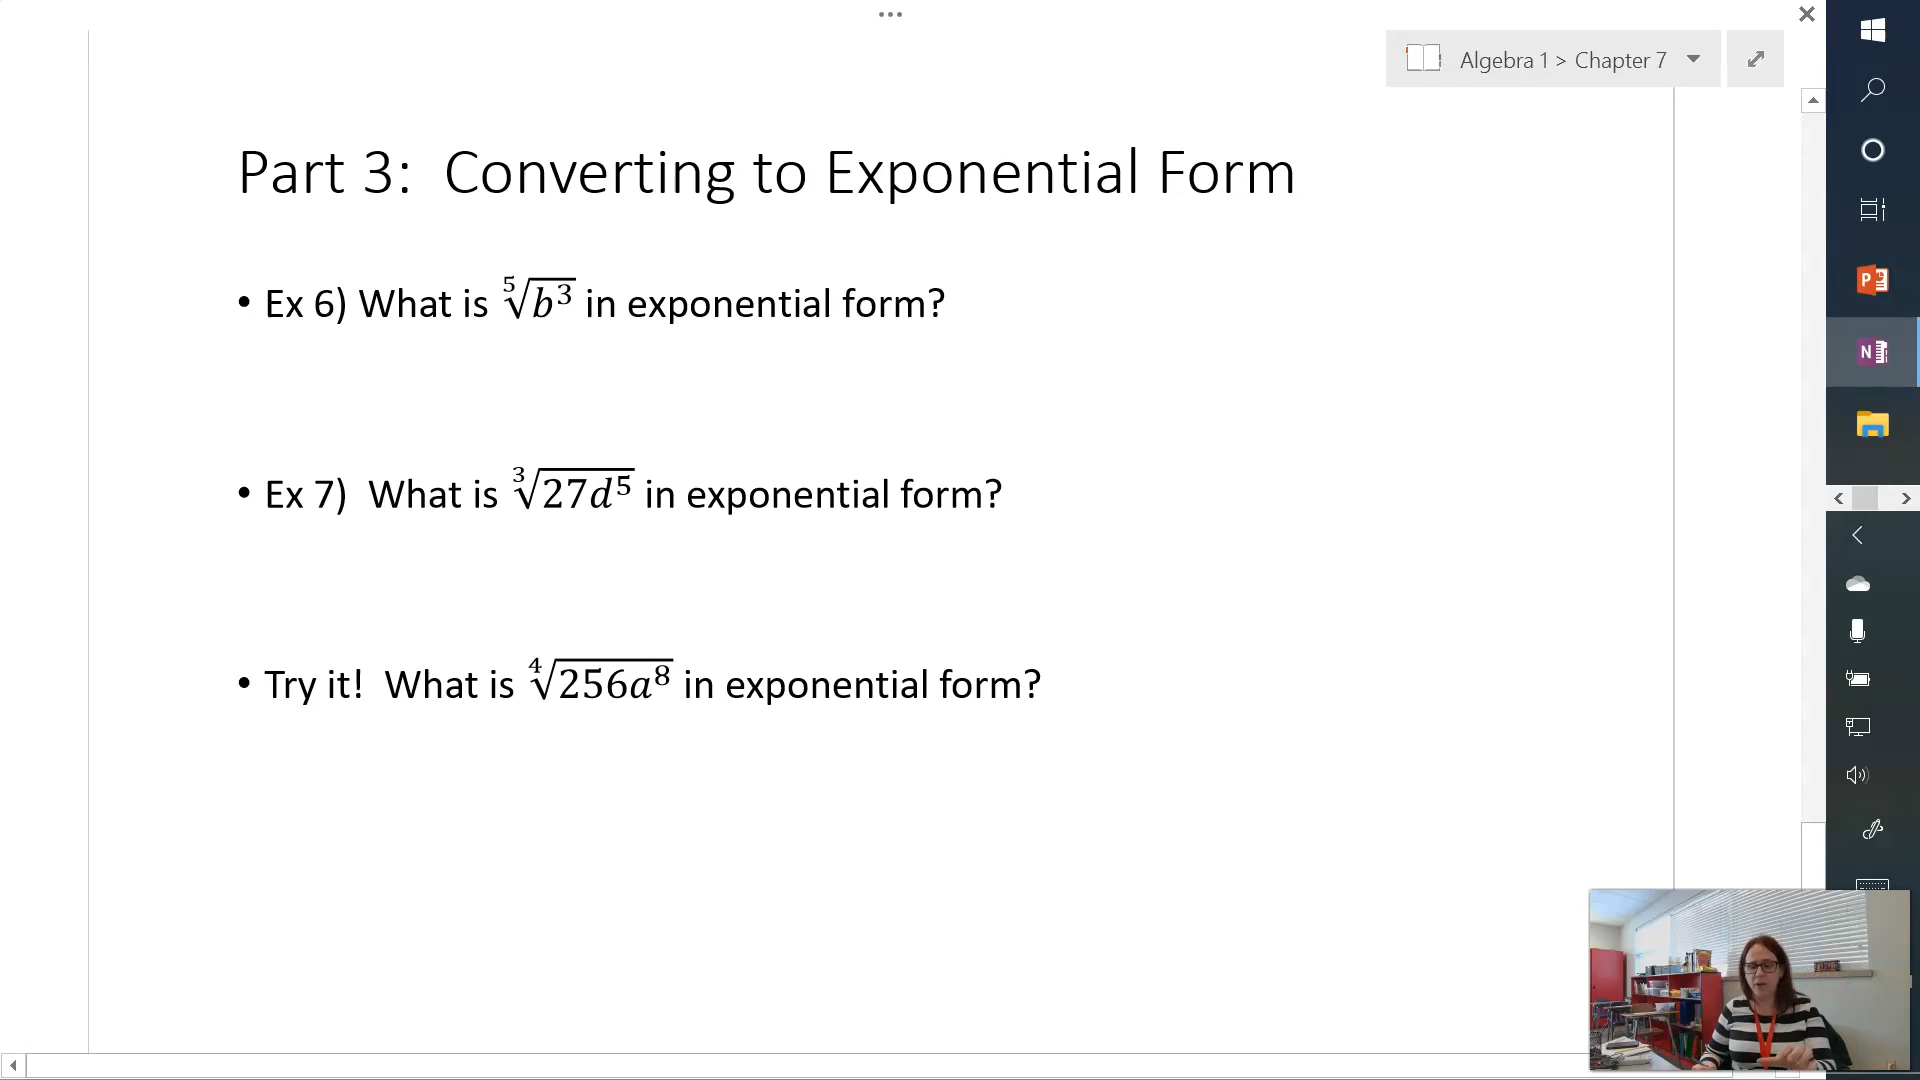 Algebra 1 > Chapter 7
Part 3: Converting to Exponential Form
• Ex 6) What is ⁵√b³ in exponential form?
• Ex 7) What is ³√27d⁵ in exponential form?
• Try it! What is ⁴√256a⁸ in exponential form?